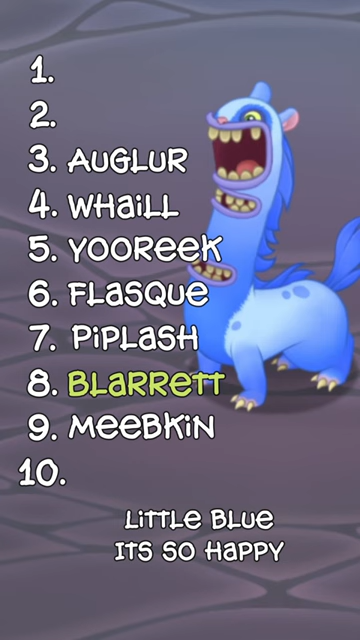 1.
2.
3. AUGLUR
4. WHAILL
5. YOOREEK
6. FLASQUE
7. PIPLASH
8. BLARRETT
9. MEEBKIN
10.
LITTLE BLUE
ITS SO HAPPY